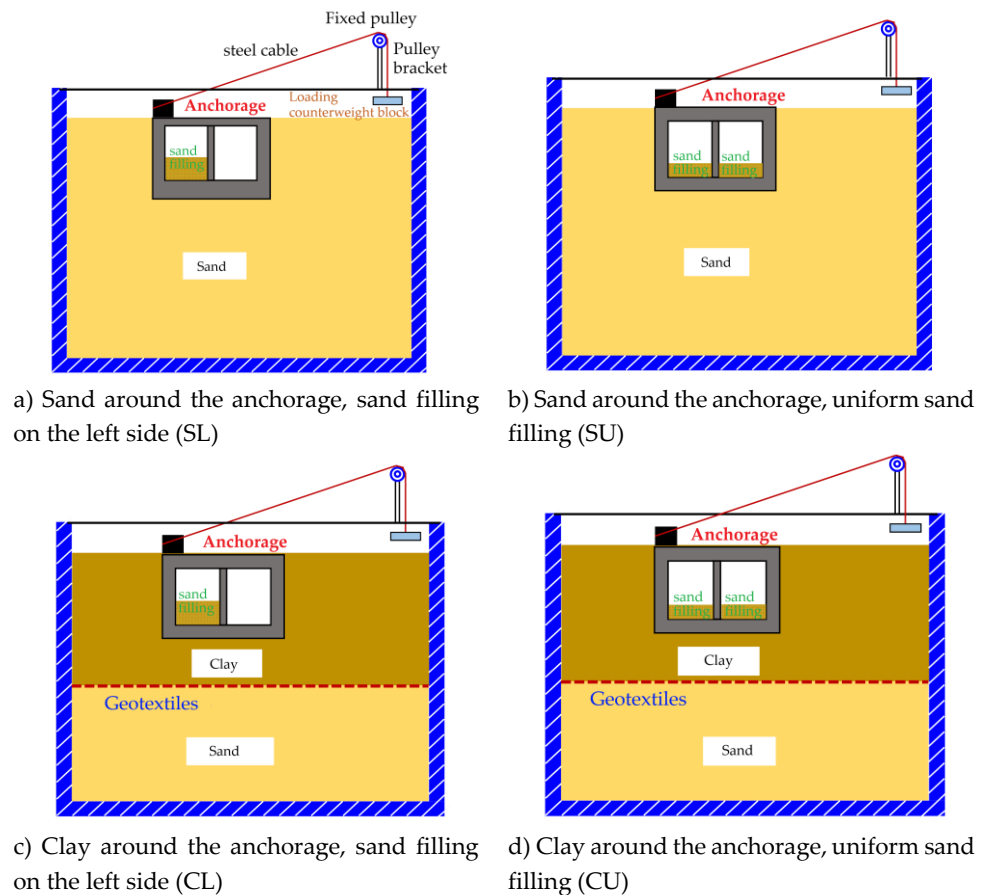 Fixed pulley
steel cable
Pulley
bracket
Anchorage
Loading
counterweight block
sand
filling
Sand
a) Sand around the anchorage, sand filling
on the left side (SL)
Anchorage
sand sand
filling filling
Sand
b) Sand around the anchorage, uniform sand
filling (SU)
Anchorage
sand
filling
Clay
Geotextiles
Sand
c) Clay around the anchorage, sand filling
on the left side (CL)
Anchorage
sand sand
filling filling
Clay
Geotextiles
Sand
d) Clay around the anchorage, uniform sand
filling (CU)